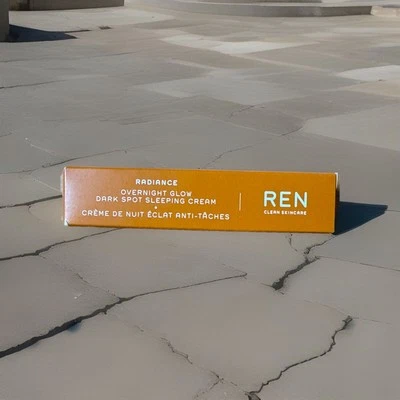 RADIANCE
OVERNIGHT GLOW
DARK SPOT SLEEPING CREAM
•
CRÈME DE NUIT ÉCLAT ANTI-TÂCHES
REN
CLEAN SKINCARE